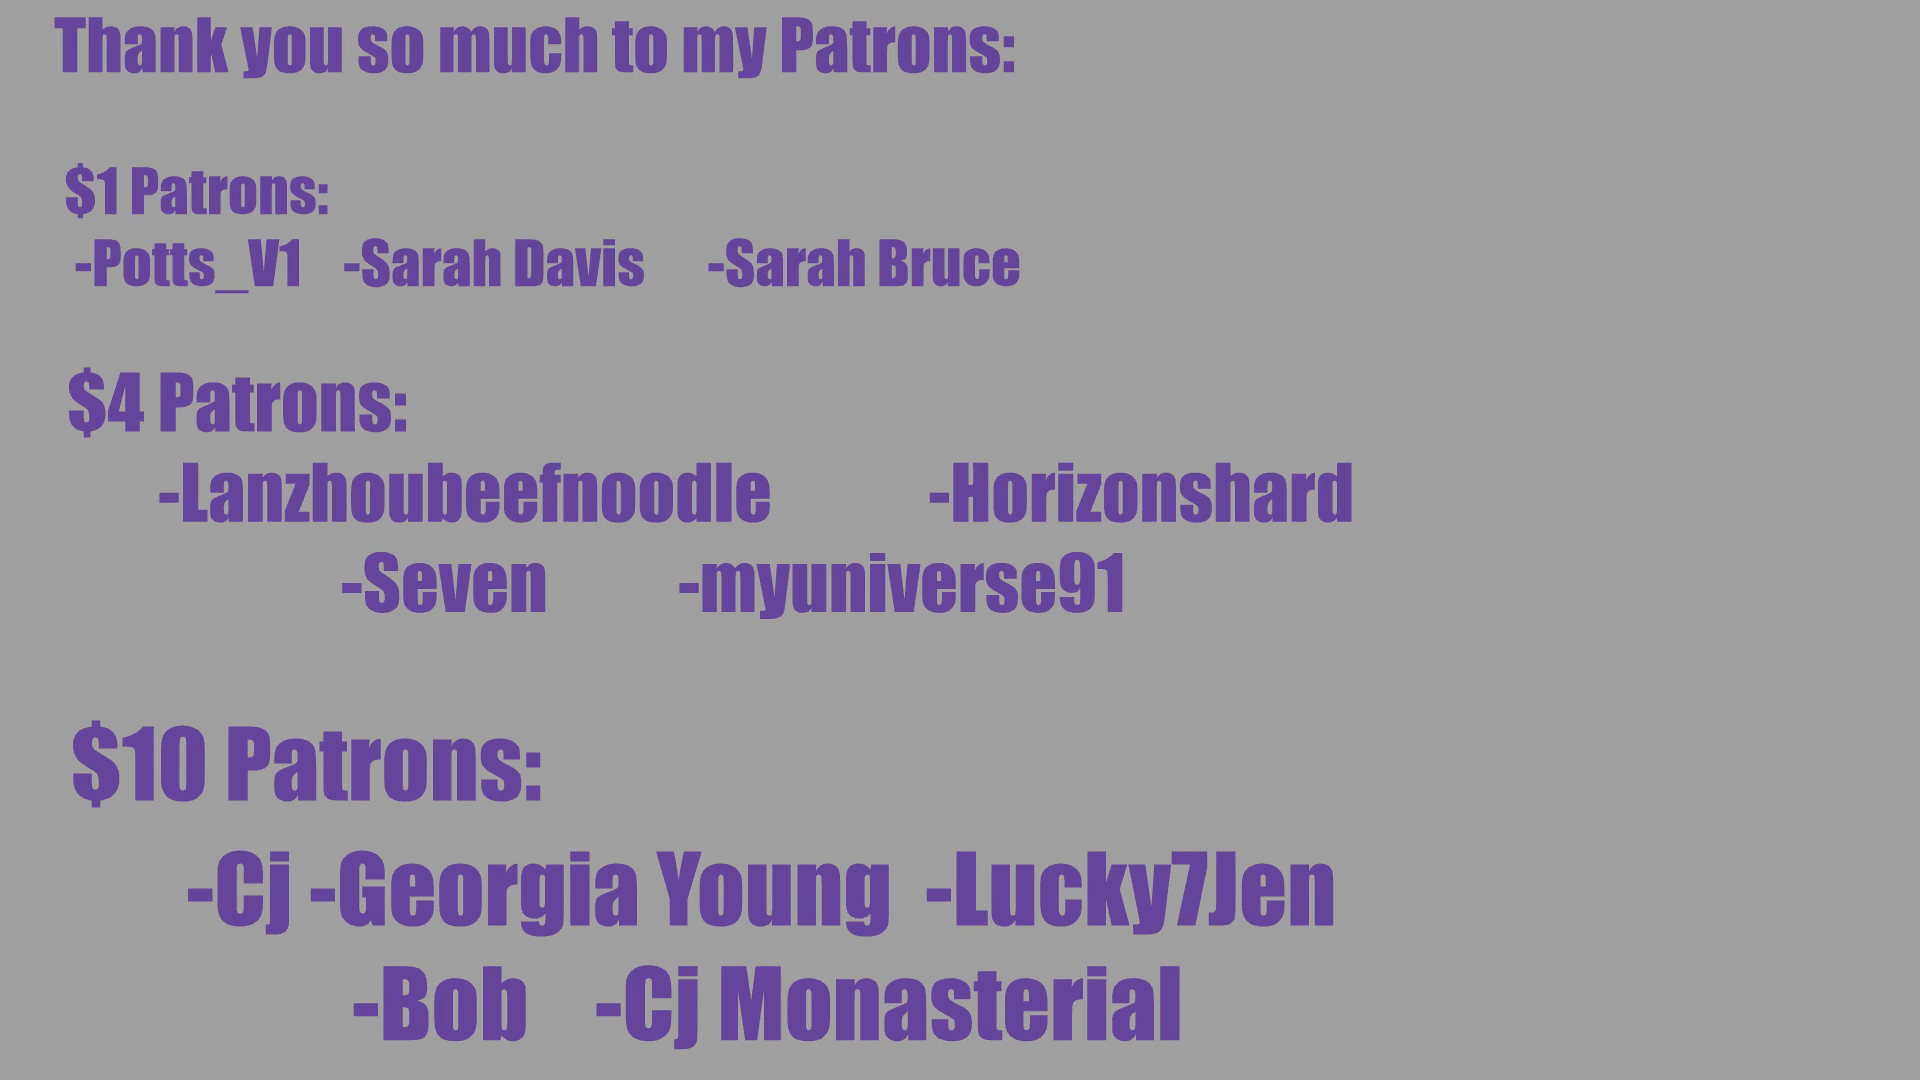 Thank you so much to my Patrons:
$1 Patrons:
-Potts_V1 -Sarah Davis -Sarah Bruce
$4 Patrons:
-Lanzhoubeefnoodle -Horizonshard
-Seven -myuniverse91
$10 Patrons:
-Cj -Georgia Young -Lucky7Jen
-Bob -Cj Monasterial